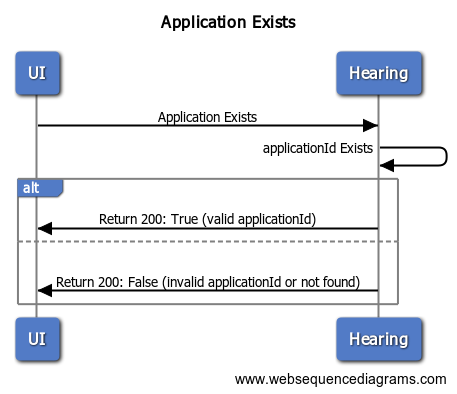 Application Exists
UI
Hearing
Application Exists
applicationId Exists
alt
Return 200: True (valid applicationId)
Return 200: False (invalid applicationId or not found)
UI
Hearing
www.websequencediagrams.com